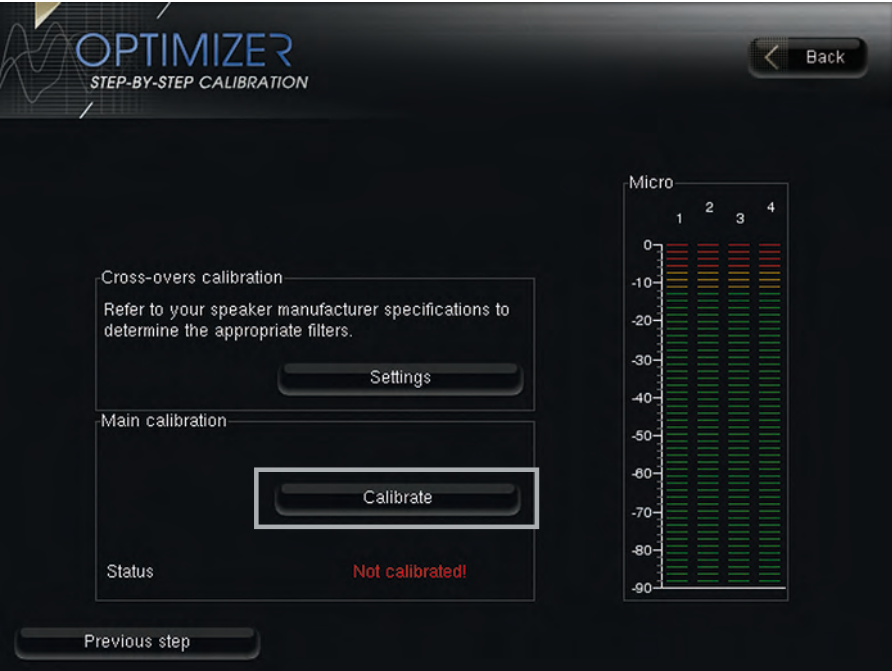 OPTIMIZER
STEP-BY-STEP CALIBRATION
Back
Cross-overs calibration
Refer to your speaker manufacturer specifications to
determine the appropriate filters.
Settings
Main calibration
Calibrate
Status Not calibrated!
Previous step
Micro
1 2 3 4
0
-10
-20
-30
-40
-50
-60
-70
-80
-90